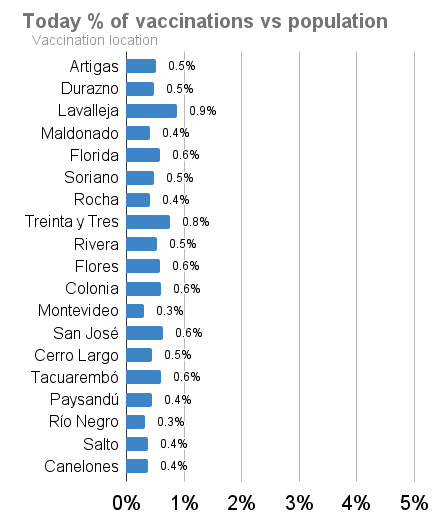 Today % of vaccinations vs population
Vaccination location
Artigas 0.5%
Durazno 0.5%
Lavalleja 0.9%
Maldonado 0.4%
Florida 0.6%
Soriano 0.5%
Rocha 0.4%
Treinta y Tres 0.8%
Rivera 0.5%
Flores 0.6%
Colonia 0.6%
Montevideo 0.3%
San José 0.6%
Cerro Largo 0.5%
Tacuarembó 0.6%
Paysandú 0.4%
Río Negro 0.3%
Salto 0.4%
Canelones 0.4%
0% 1% 2% 3% 4% 5%